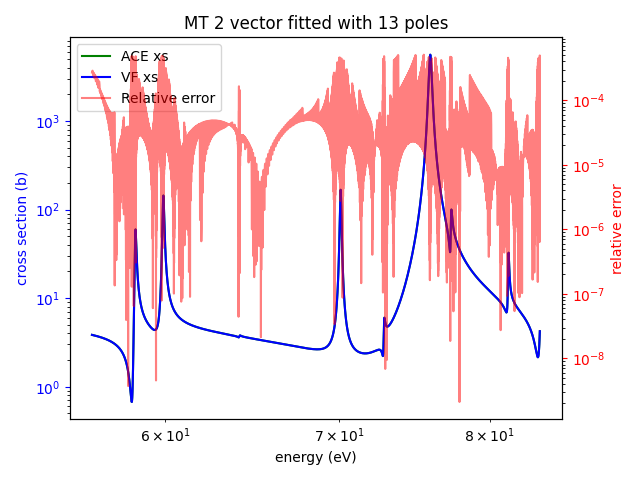 MT 2 vector fitted with 13 poles
ACE xs
VF xs
Relative error
cross section (b)
10³
10²
10¹
10⁰
relative error
10⁻⁴
10⁻⁵
10⁻⁶
10⁻⁷
10⁻⁸
6 × 10¹
7 × 10¹
8 × 10¹
energy (eV)